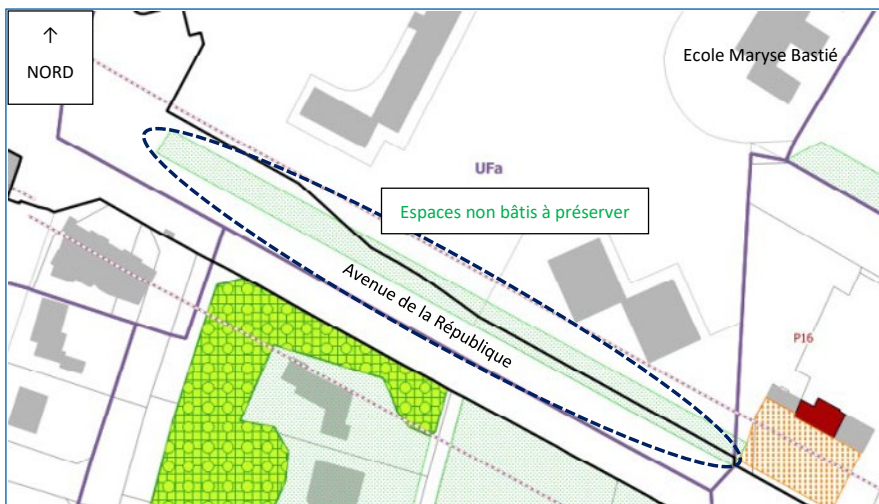 ↑
NORD
Ecole Maryse Bastié
UFa
Espaces non bâtis à préserver
Avenue de la République
P16